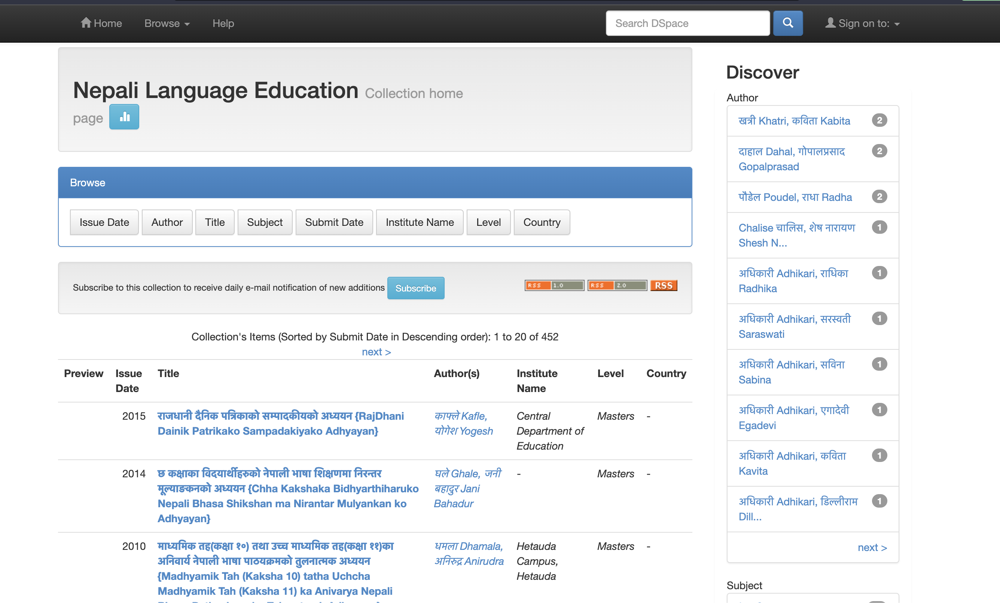 Home Browse Help Search DSpace Sign on to:
Nepali Language Education Collection home
page
Browse
Issue Date Author Title Subject Submit Date Institute Name Level Country
Subscribe to this collection to receive daily e-mail notification of new additions Subscribe RSS 1.0 RSS 2.0 RSS
Collection's Items (Sorted by Submit Date in Descending order): 1 to 20 of 452
next >
Preview Issue Date Title Author(s) Institute Name Level Country
2015
राजधानी दैनिक पत्रिकाको सम्पादकीयको अध्ययन {RajDhani
Dainik Patrikako Sampadakiyako Adhyayan}
काफ्ले Kafle,
योगेश Yogesh
Central
Department of
Education
Masters
-
2014
छ कक्षाका विदयार्थीहरुको नेपाली भाषा शिक्षणमा निरन्तर
मूल्याङकनको अध्ययन {Chha Kakshaka Bidhyarthiharuko
Nepali Bhasa Shikshan ma Nirantar Mulyankan ko
Adhyayan}
घले Ghale, जनी
बहादुर Jani
Bahadur
-
Masters
-
2010
माध्यमिक तह(कक्षा १०) तथा उच्च माध्यमिक तह(कक्षा ११)का
अनिवार्य नेपाली भाषा पाठयक्रमको तुलनात्मक अध्ययन
{Madhyamik Tah (Kaksha 10) tatha Uchcha
Madhyamik Tah (Kaksha 11) ka Anivarya Nepali
धमला Dhamala,
अनिरुद्र Anirudra
Hetauda
Campus,
Hetauda
Masters
-
Discover
Author
खत्री Khatri, कविता Kabita 2
दाहाल Dahal, गोपालप्रसाद 2
Gopalprasad
पौडेल Poudel, राधा Radha 2
Chalise चालिस, शेष नारायण 1
Shesh N...
अधिकारी Adhikari, राधिका 1
Radhika
अधिकारी Adhikari, सरस्वती 1
Saraswati
अधिकारी Adhikari, सविना 1
Sabina
अधिकारी Adhikari, एगादेवी 1
Egadevi
अधिकारी Adhikari, कविता 1
Kavita
अधिकारी Adhikari, डिल्लीराम 1
Dill...
next >
Subject